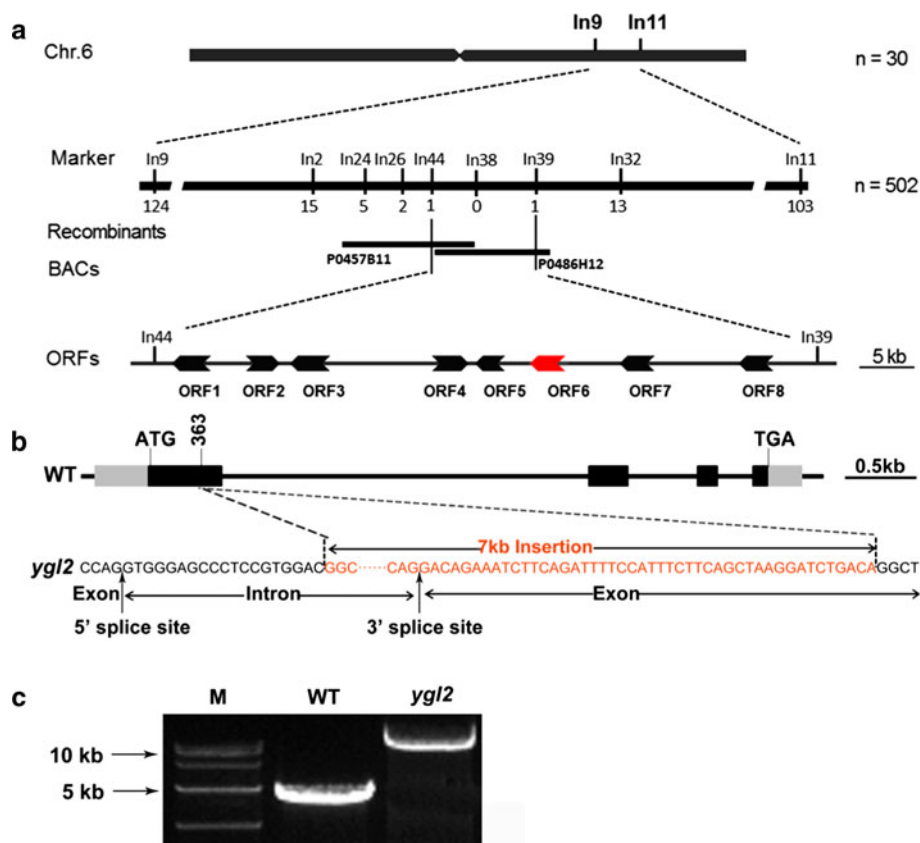 a
In9 In11
Chr.6
n = 30
Marker
In9 In2 In24 In26 In44 In38 In39 In32 In11
n = 502
124 15 5 2 1 0 1 13 103
Recombinants
P0457B11 P0486H12
BACs
In44 In39
ORFs
5 kb
ORF1 ORF2 ORF3 ORF4 ORF5 ORF6 ORF7 ORF8
b
ATG 363 TGA
WT
0.5kb
7kb Insertion
ygl2 CCAGGTGGGAGCCCTCCGTGGACGGC······CAGGACAGAAATCTTCAGATTTTCCATTTCTTCAGCTAAGGATCTGACAGGCT
Exon Intron Exon
5' splice site 3' splice site
c
M WT ygl2
10 kb
5 kb